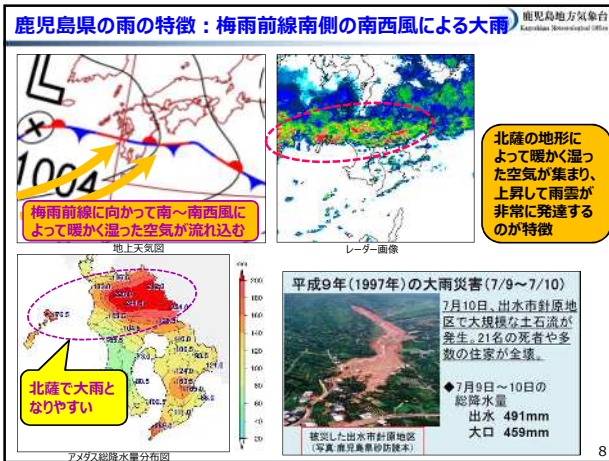 鹿児島県の雨の特徴:梅雨前線南側の南西風による大雨
鹿児島地方気象台
Kagoshima Meteorological Office
1004
梅雨前線に向かって南～南西風に
よって暖かく湿った空気が流れ込む
地上天気図
レーダー画像
北薩の地形に
よって暖かく湿っ
た空気が集まり、
上昇して雨雲が
非常に発達する
のが特徴
北薩で大雨と
なりやすい
200
180
160
140
120
100
80
60
40
20
アメダス総降水量分布図
平成9年(1997年)の大雨災害(7/9～7/10)
7月10日、出水市針原地
区で大規模な土石流が
発生。21名の死者や多
数の住家が全壊。
◆7月9日～10日の
総降水量
出水 491mm
大口 459mm
被災した出水市針原地区
(写真:鹿児島県砂防読本)
8